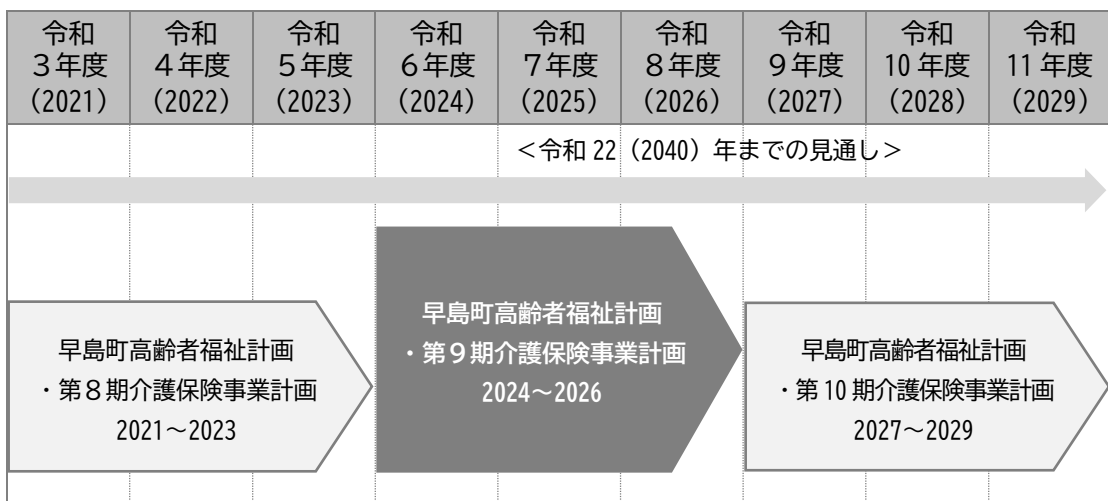 令和
３年度
（2021）
令和
４年度
（2022）
令和
５年度
（2023）
令和
６年度
（2024）
令和
７年度
（2025）
令和
８年度
（2026）
令和
９年度
（2027）
令和
10 年度
（2028）
令和
11 年度
（2029）
＜令和 22（2040）年までの見通し＞
早島町高齢者福祉計画
・第８期介護保険事業計画
2021～2023
早島町高齢者福祉計画
・第９期介護保険事業計画
2024～2026
早島町高齢者福祉計画
・第 10 期介護保険事業計画
2027～2029